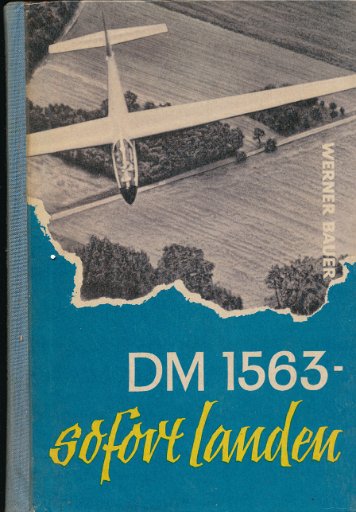 WERNER BAUER
DM 1563-
sofort landen